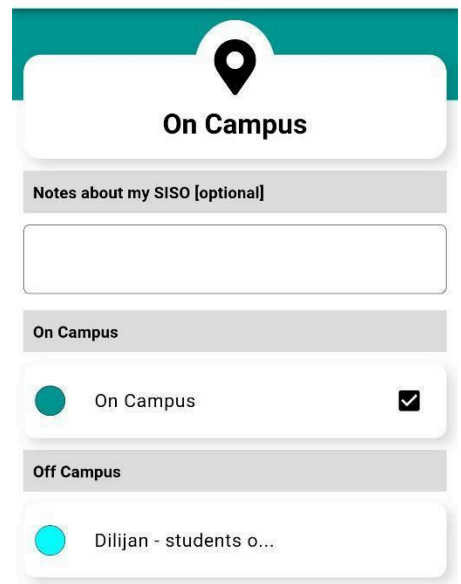 On Campus
Notes about my SISO [optional]
On Campus
On Campus
Off Campus
Dilijan - students o...